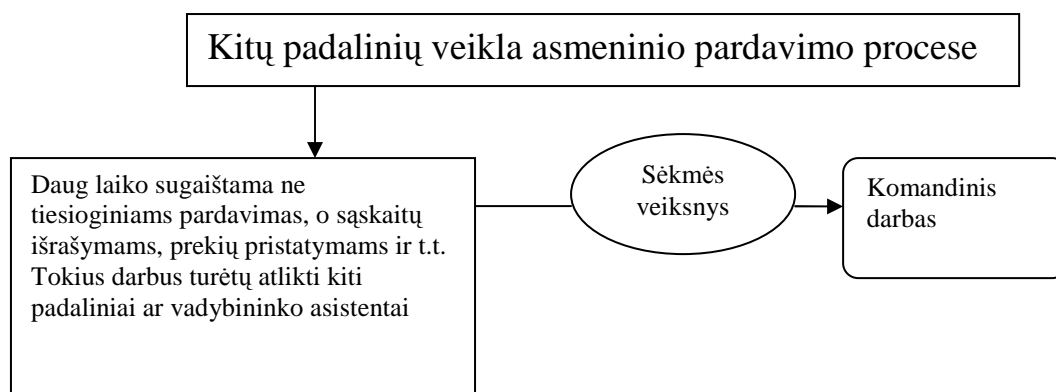 Kitų padalinių veikla asmeninio pardavimo procese
Daug laiko sugaištama ne
tiesioginiams pardavimas, o sąskaitų
išrašymams, prekių pristatymams ir t.t.
Tokius darbus turėtų atlikti kiti
padaliniai ar vadybininko asistentai
Sėkmės
veiksnys
Komandinis
darbas